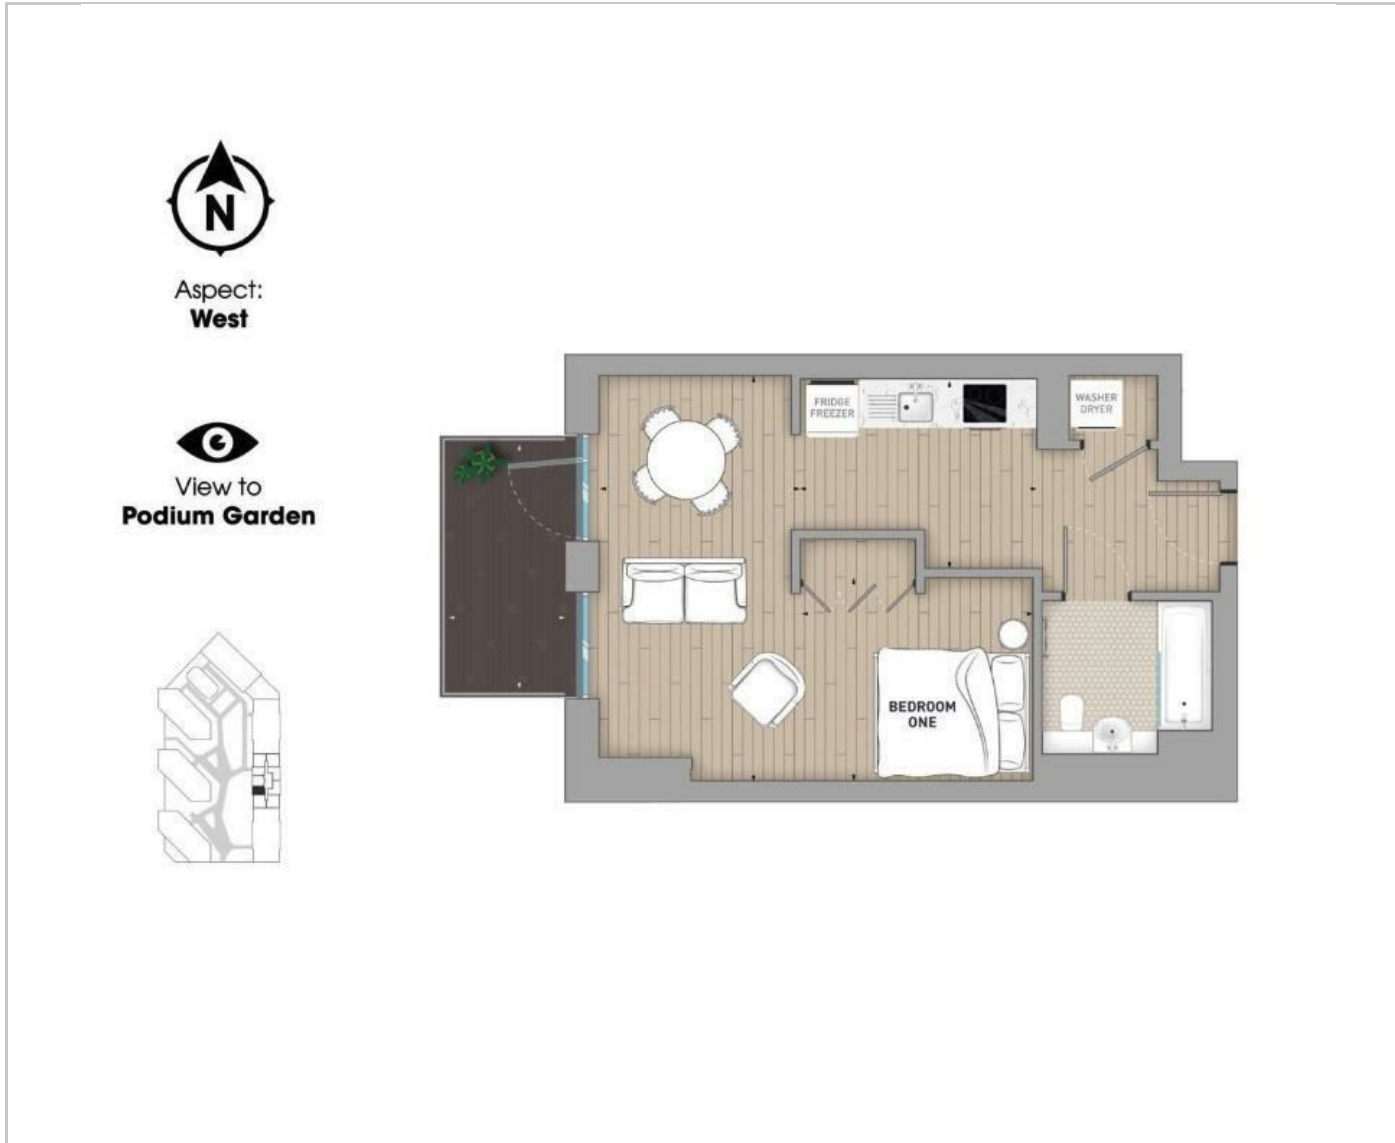 N
Aspect:
West
View to
Podium Garden
FRIDGE
FREEZER
WASHER
DRYER
BEDROOM
ONE